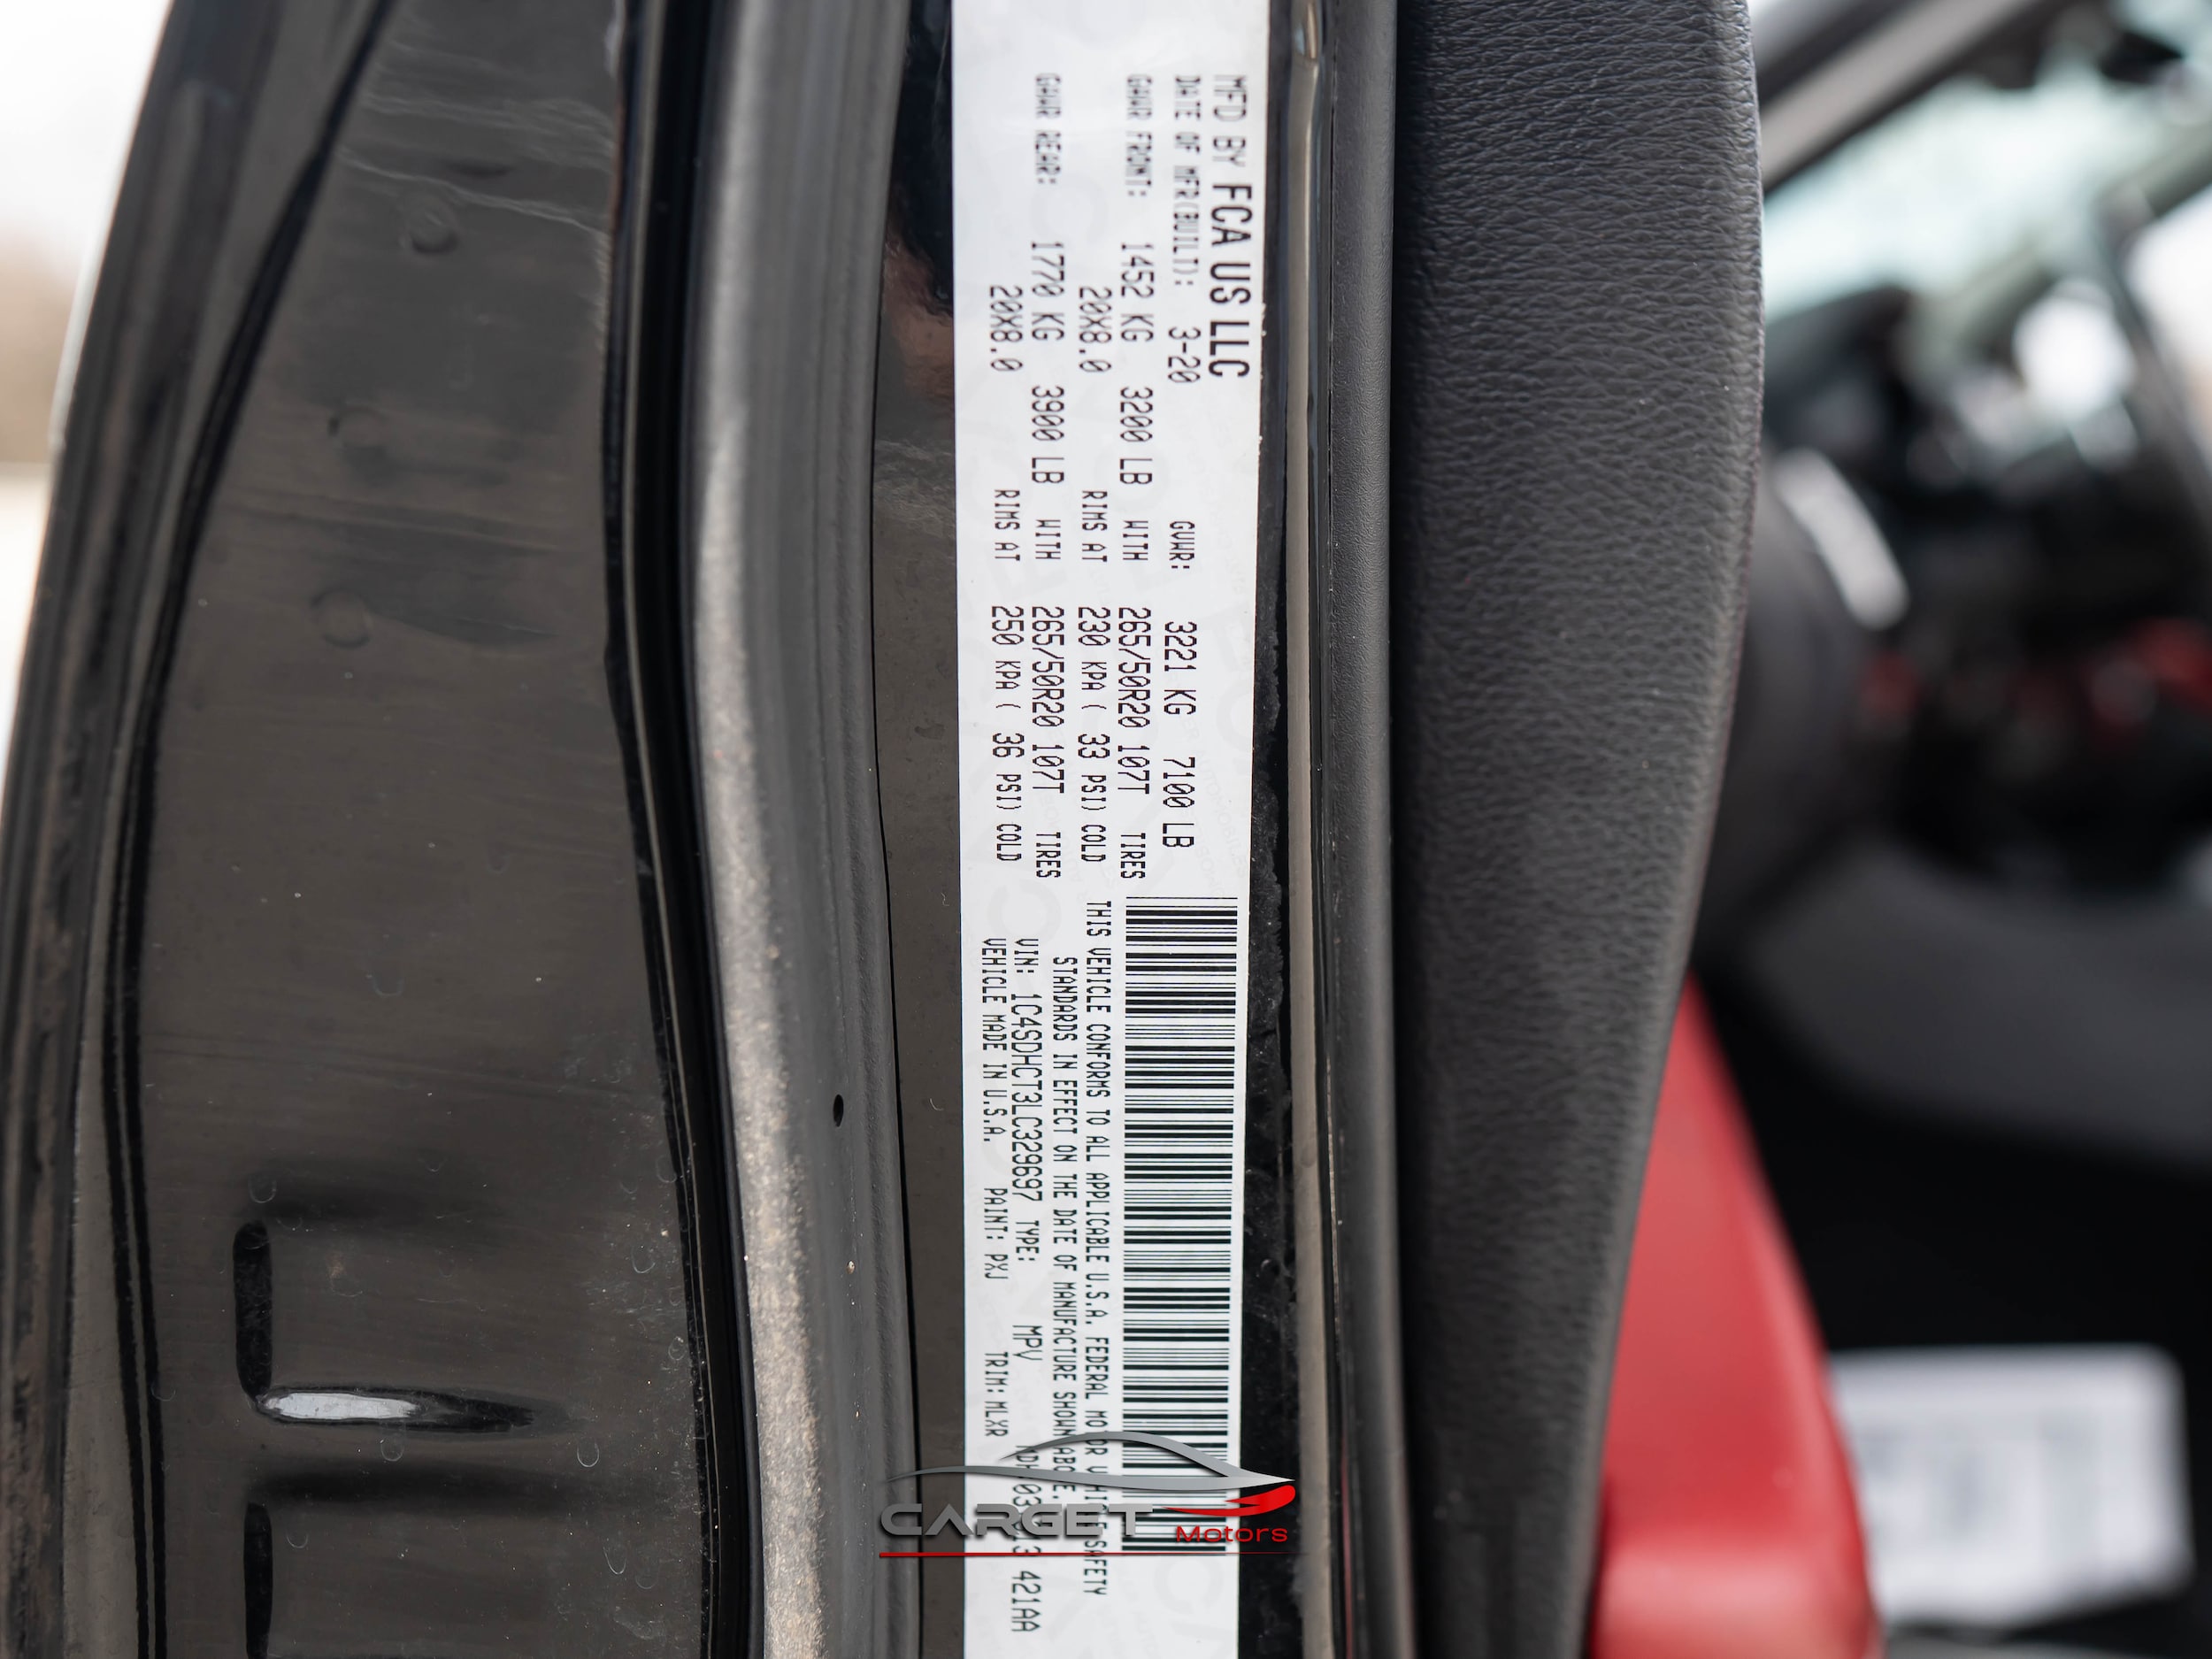 MFD BY FCA US LLC
DATE OF MFR(BUILT): 3-20 GVWR: 3221 KG 7100 LB
GAWR FRONT: 1452 KG 3200 LB WITH 265/50R20 107T TIRES
20X8.0 RIMS AT 230 KPA ( 33 PSI) COLD
GAWR REAR: 1770 KG 3900 LB WITH 265/50R20 107T TIRES
20X8.0 RIMS AT 250 KPA ( 36 PSI) COLD
THIS VEHICLE CONFORMS TO ALL APPLICABLE U.S.A. FEDERAL MOTOR VEHICLE SAFETY
STANDARDS IN EFFECT ON THE DATE OF MANUFACTURE SHOWN ABOVE.
VIN: 1C4SDHCT3LC329697 TYPE: MPV 421AA
VEHICLE MADE IN U.S.A. PAINT: PXJ TRIM: MLXR
CARGET
Motors